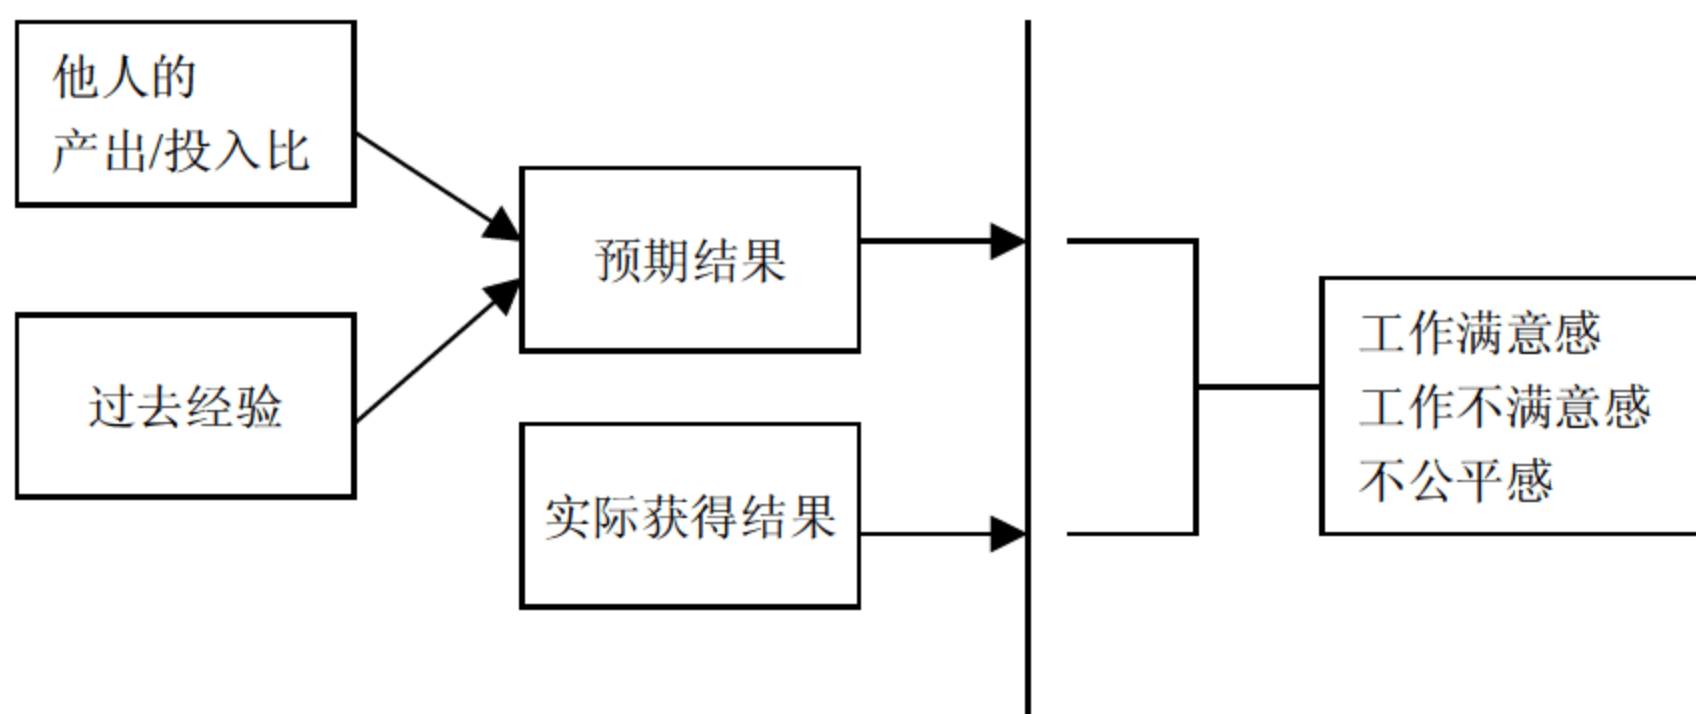 他人的
产出/投入比
预期结果
过去经验
实际获得结果
工作满意感
工作不满意感
不公平感